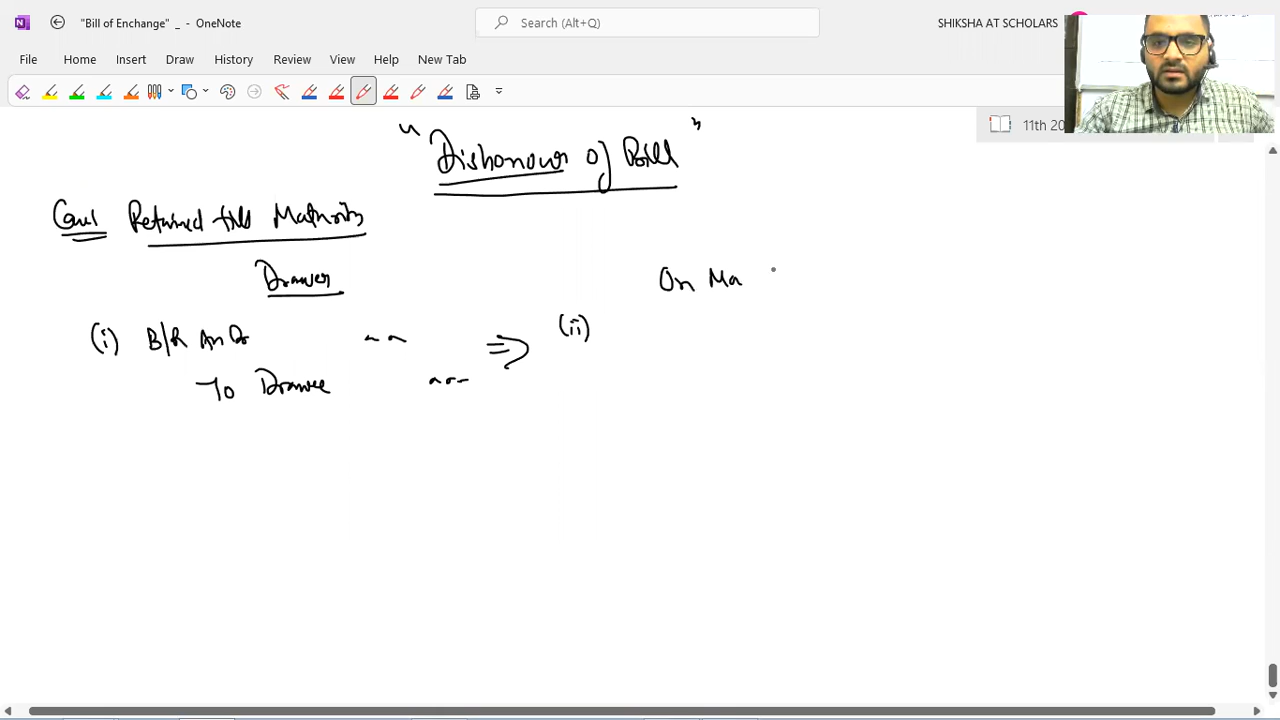 "Bill of Enchange" _ - OneNote
Search (Alt+Q)
SHIKSHA AT SCHOLARS
File Home Insert Draw History Review View Help New Tab
11th 20
"Dishonour of Bill"
Case1 Retained till Maturity
Drawer
On Ma
(i) B/R A/c Dr
(ii)
To Drawee